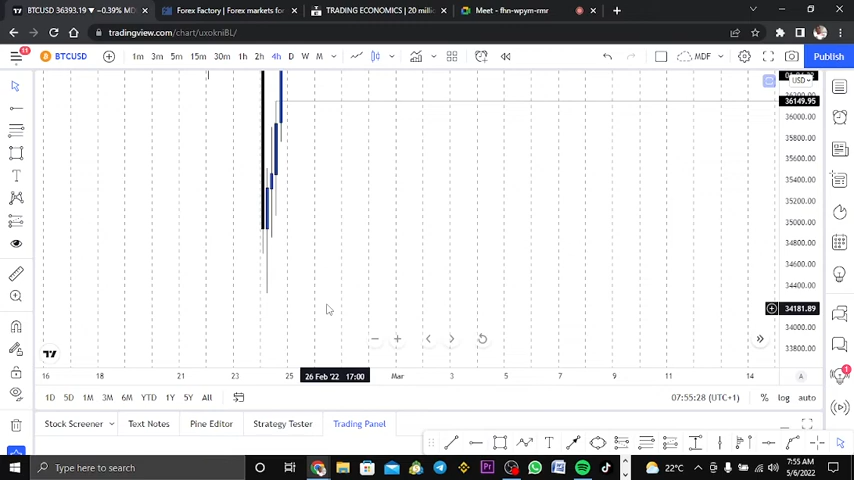 BTCUSD 36393.19 ▼ −0.39% MD
Forex Factory | Forex markets for
TRADING ECONOMICS | 20 milli
Meet - fhn-wpym-rmr
tradingview.com/chart/uxokniBL/
11
BTCUSD
1m 3m 5m 15m 30m 1h 2h 4h D W M
MDF
Publish
USD
36149.95
36000.00
35800.00
35600.00
35400.00
35200.00
35000.00
34800.00
34600.00
34400.00
34181.89
34000.00
33800.00
16 18 21 23 25 26 Feb '22 17:00 Mar 3 5 7 9 11 14 A
1D 5D 1M 3M 6M YTD 1Y 5Y All
07:55:28 (UTC+1) % log auto
Stock Screener Text Notes Pine Editor Strategy Tester Trading Panel
Type here to search
22°C
7:55 AM
5/6/2022